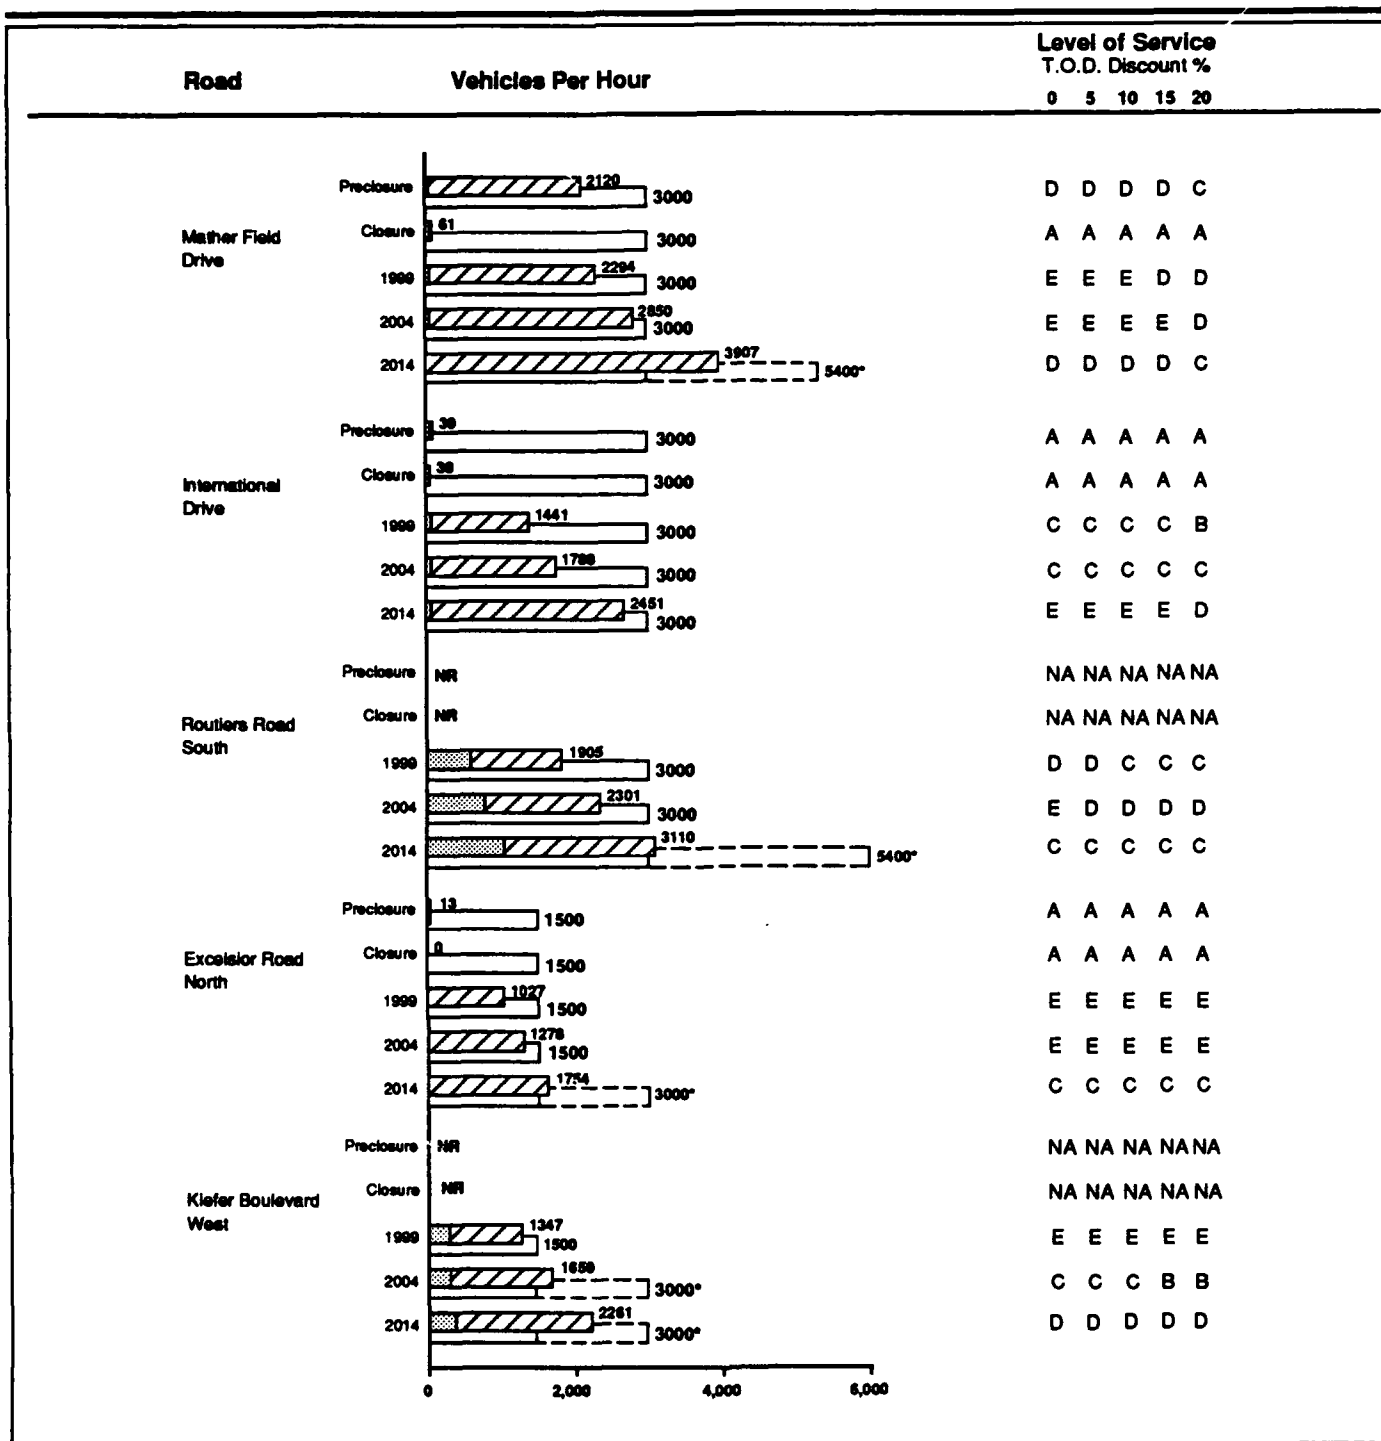 Level of Service
Road Vehicles Per Hour T.O.D. Discount %
0 5 10 15 20
Mather Field
Drive
Preclosure 2120 3000 D D D D C
Closure 61 3000 A A A A A
1999 2294 3000 E E E D D
2004 2850 3000 E E E E D
2014 3907 5400* D D D D C
International
Drive
Preclosure 39 3000 A A A A A
Closure 39 3000 A A A A A
1999 1441 3000 C C C C B
2004 3000 C C C C C
2014 2451 3000 E E E E D
Routiers Road
South
Preclosure NR NA NA NA NA NA
Closure NR NA NA NA NA NA
1999 1905 3000 D D C C C
2004 2301 3000 E D D D D
2014 3110 5400* C C C C C
Excelsior Road
North
Preclosure 13 1500 A A A A A
Closure 0 1500 A A A A A
1999 1027 1500 E E E E E
2004 1278 1500 E E E E E
2014 1754 3000* C C C C C
Kiefer Boulevard
West
Preclosure NR NA NA NA NA NA
Closure NR NA NA NA NA NA
1999 1347 1500 E E E E E
2004 1659 3000* C C C B B
2014 2261 3000* D D D D D
0 2,000 4,000 6,000